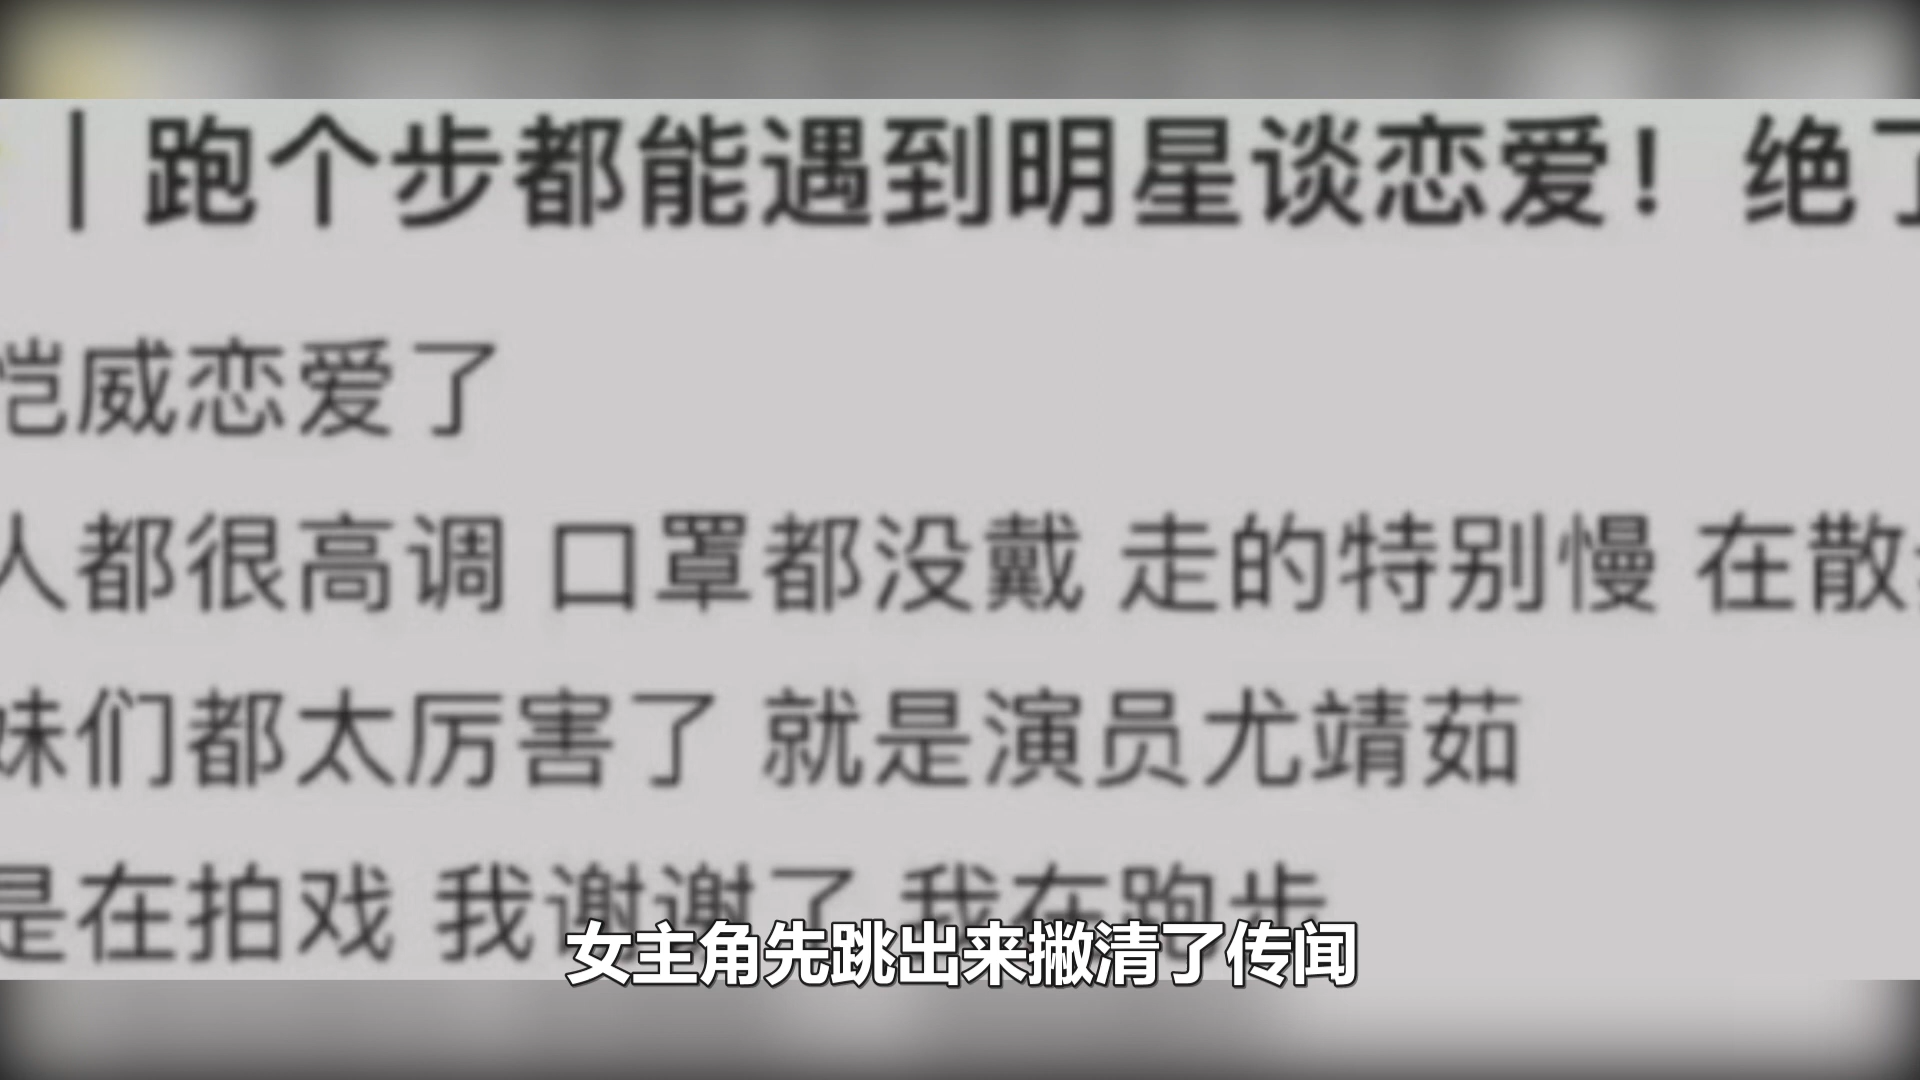 ｜跑个步都能遇到明星谈恋爱！绝了
恺威恋爱了
人都很高调 口罩都没戴 走的特别慢 在散
妹们都太厉害了 就是演员尤靖茹
是在拍戏 我谢谢了 我在跑步
女主角先跳出来撇清了传闻